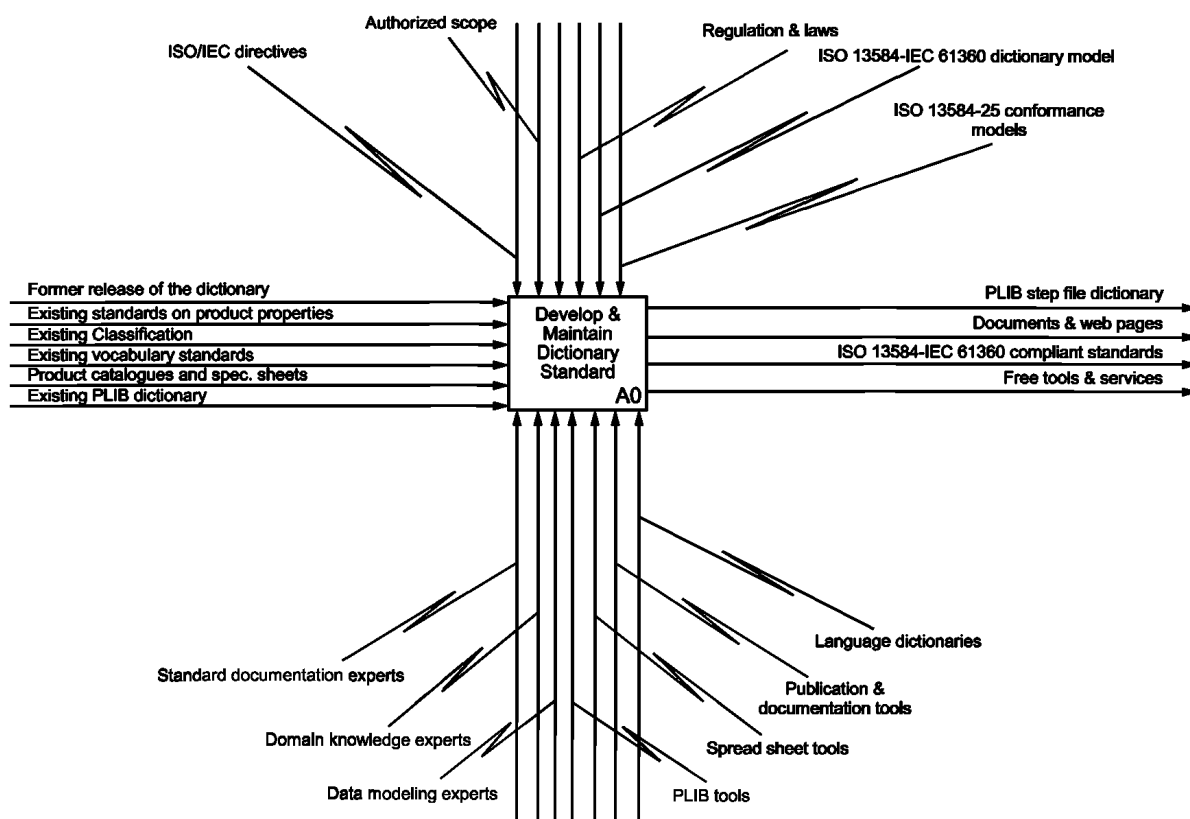 Authorized scope
Regulation & laws
ISO/IEC directives
ISO 13584-IEC 61360 dictionary model
ISO 13584-25 conformance
models
Former release of the dictionary
Existing standards on product properties
Existing Classification
Existing vocabulary standards
Product catalogues and spec. sheets
Existing PLIB dictionary
Develop &
Maintain
Dictionary
Standard
A0
PLIB step file dictionary
Documents & web pages
ISO 13584-IEC 61360 compliant standards
Free tools & services
Standard documentation experts
Domain knowledge experts
Data modeling experts
Language dictionaries
Publication &
documentation tools
Spread sheet tools
PLIB tools